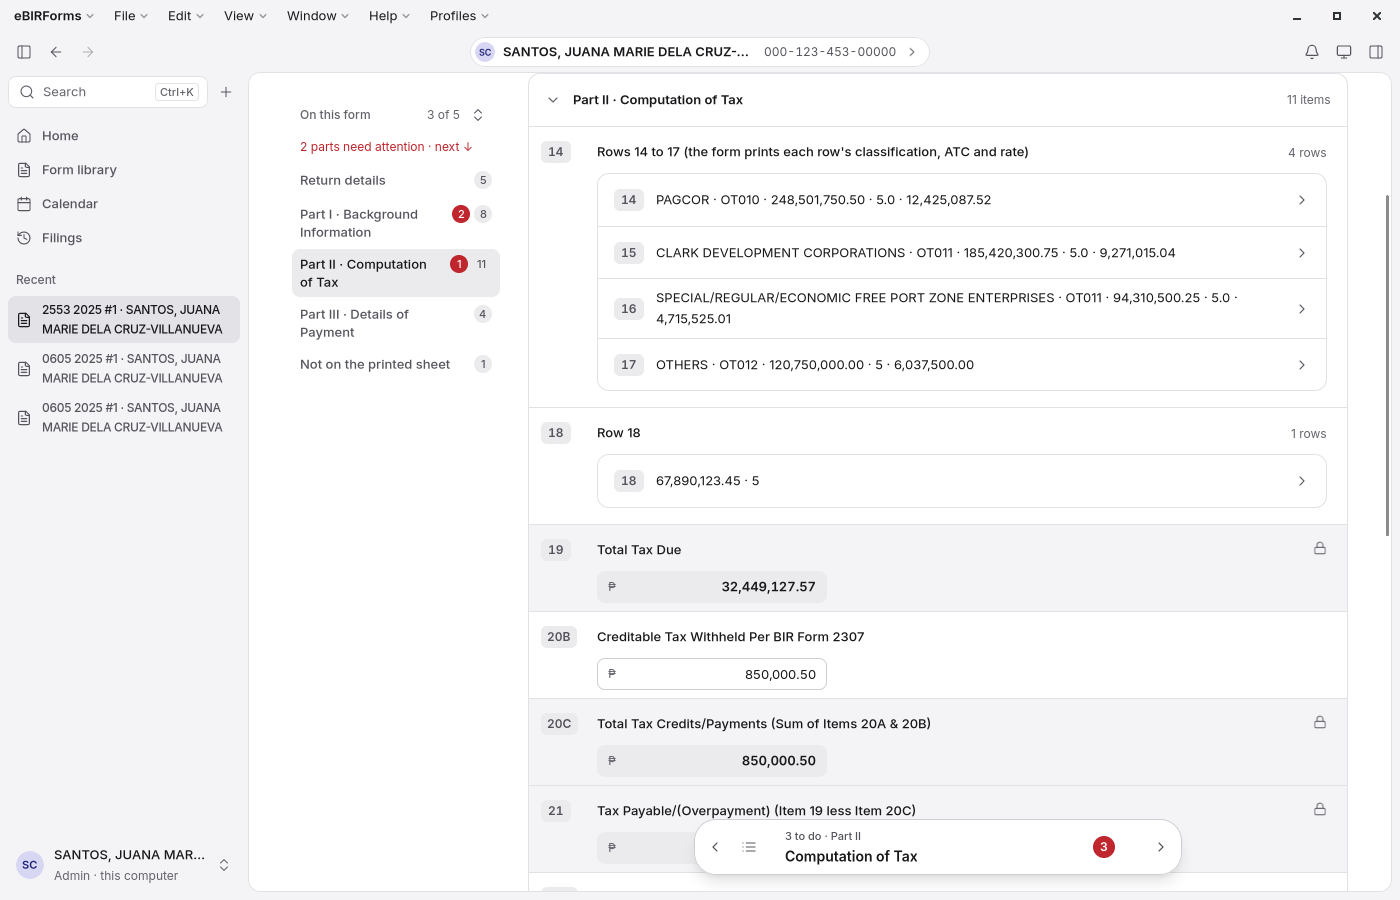 eBIRForms File Edit View Window Help Profiles
SC SANTOS, JUANA MARIE DELA CRUZ-... 000-123-453-00000
Search Ctrl+K
Home
Form library
Calendar
Filings
Recent
2553 2025 #1 · SANTOS, JUANA
MARIE DELA CRUZ-VILLANUEVA
0605 2025 #1 · SANTOS, JUANA
MARIE DELA CRUZ-VILLANUEVA
0605 2025 #1 · SANTOS, JUANA
MARIE DELA CRUZ-VILLANUEVA
SC SANTOS, JUANA MAR...
Admin · this computer
On this form 3 of 5
2 parts need attention · next ↓
Return details 5
Part I · Background 2 8
Information
Part II · Computation 1 11
of Tax
Part III · Details of 4
Payment
Not on the printed sheet 1
Part II · Computation of Tax 11 items
14 Rows 14 to 17 (the form prints each row's classification, ATC and rate) 4 rows
14 PAGCOR · OT010 · 248,501,750.50 · 5.0 · 12,425,087.52
15 CLARK DEVELOPMENT CORPORATIONS · OT011 · 185,420,300.75 · 5.0 · 9,271,015.04
16 SPECIAL/REGULAR/ECONOMIC FREE PORT ZONE ENTERPRISES · OT011 · 94,310,500.25 · 5.0 ·
4,715,525.01
17 OTHERS · OT012 · 120,750,000.00 · 5 · 6,037,500.00
18 Row 18 1 rows
18 67,890,123.45 · 5
19 Total Tax Due
₱ 32,449,127.57
20B Creditable Tax Withheld Per BIR Form 2307
₱ 850,000.50
20C Total Tax Credits/Payments (Sum of Items 20A & 20B)
₱ 850,000.50
21 Tax Payable/(Overpayment) (Item 19 less Item 20C)
₱
3 to do · Part II
Computation of Tax 3